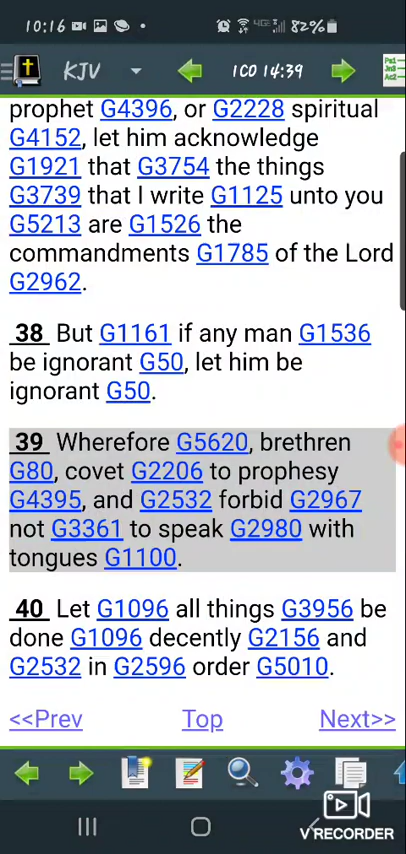 10:16
4G 82%
KJV 1CO 14:39
prophet G4396, or G2228 spiritual
G4152, let him acknowledge
G1921 that G3754 the things
G3739 that I write G1125 unto you
G5213 are G1526 the
commandments G1785 of the Lord
G2962.
38 But G1161 if any man G1536
be ignorant G50, let him be
ignorant G50.
39 Wherefore G5620, brethren
G80, covet G2206 to prophesy
G4395, and G2532 forbid G2967
not G3361 to speak G2980 with
tongues G1100.
40 Let G1096 all things G3956 be
done G1096 decently G2156 and
G2532 in G2596 order G5010.
<<Prev Top Next>>
V RECORDER